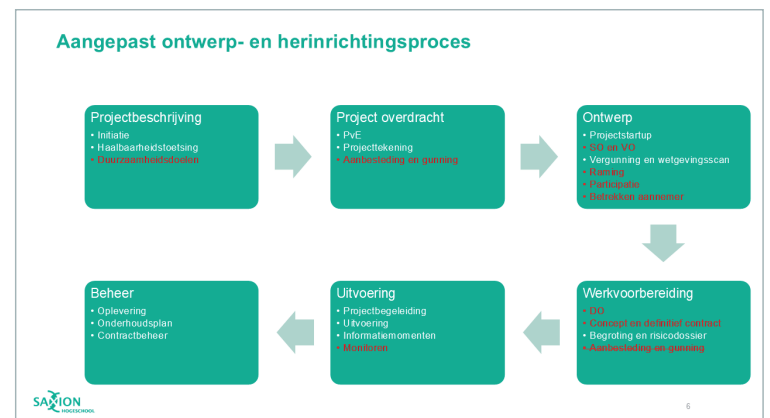 Aangepast ontwerp- en herinrichtingsproces
Projectbeschrijving
• Initiatie
• Haalbaarheidstoetsing
• Duurzaamheidsdoelen
Project overdracht
• PvE
• Projecttekening
• Aanbesteding en gunning
Ontwerp
• Projectstartup
• SO en VO
• Vergunning en wetgevingsscan
• Raming
• Participatie
• Betrekken aannemer
Werkvoorbereiding
• DO
• Concept en definitief contract
• Begroting en risicodossier
• Aanbesteding en gunning
Uitvoering
• Projectbegeleiding
• Uitvoering
• Informatiemomenten
• Monitoren
Beheer
• Oplevering
• Onderhoudsplan
• Contractbeheer
SAXION
HOGESCHOOL
6